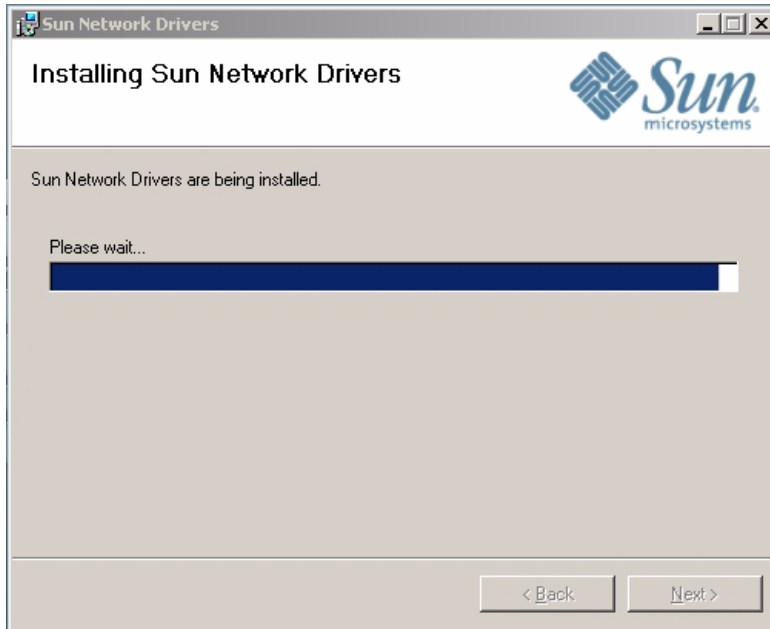 Sun Network Drivers
Installing Sun Network Drivers
Sun
microsystems
Sun Network Drivers are being installed.
Please wait...
< Back
Next >